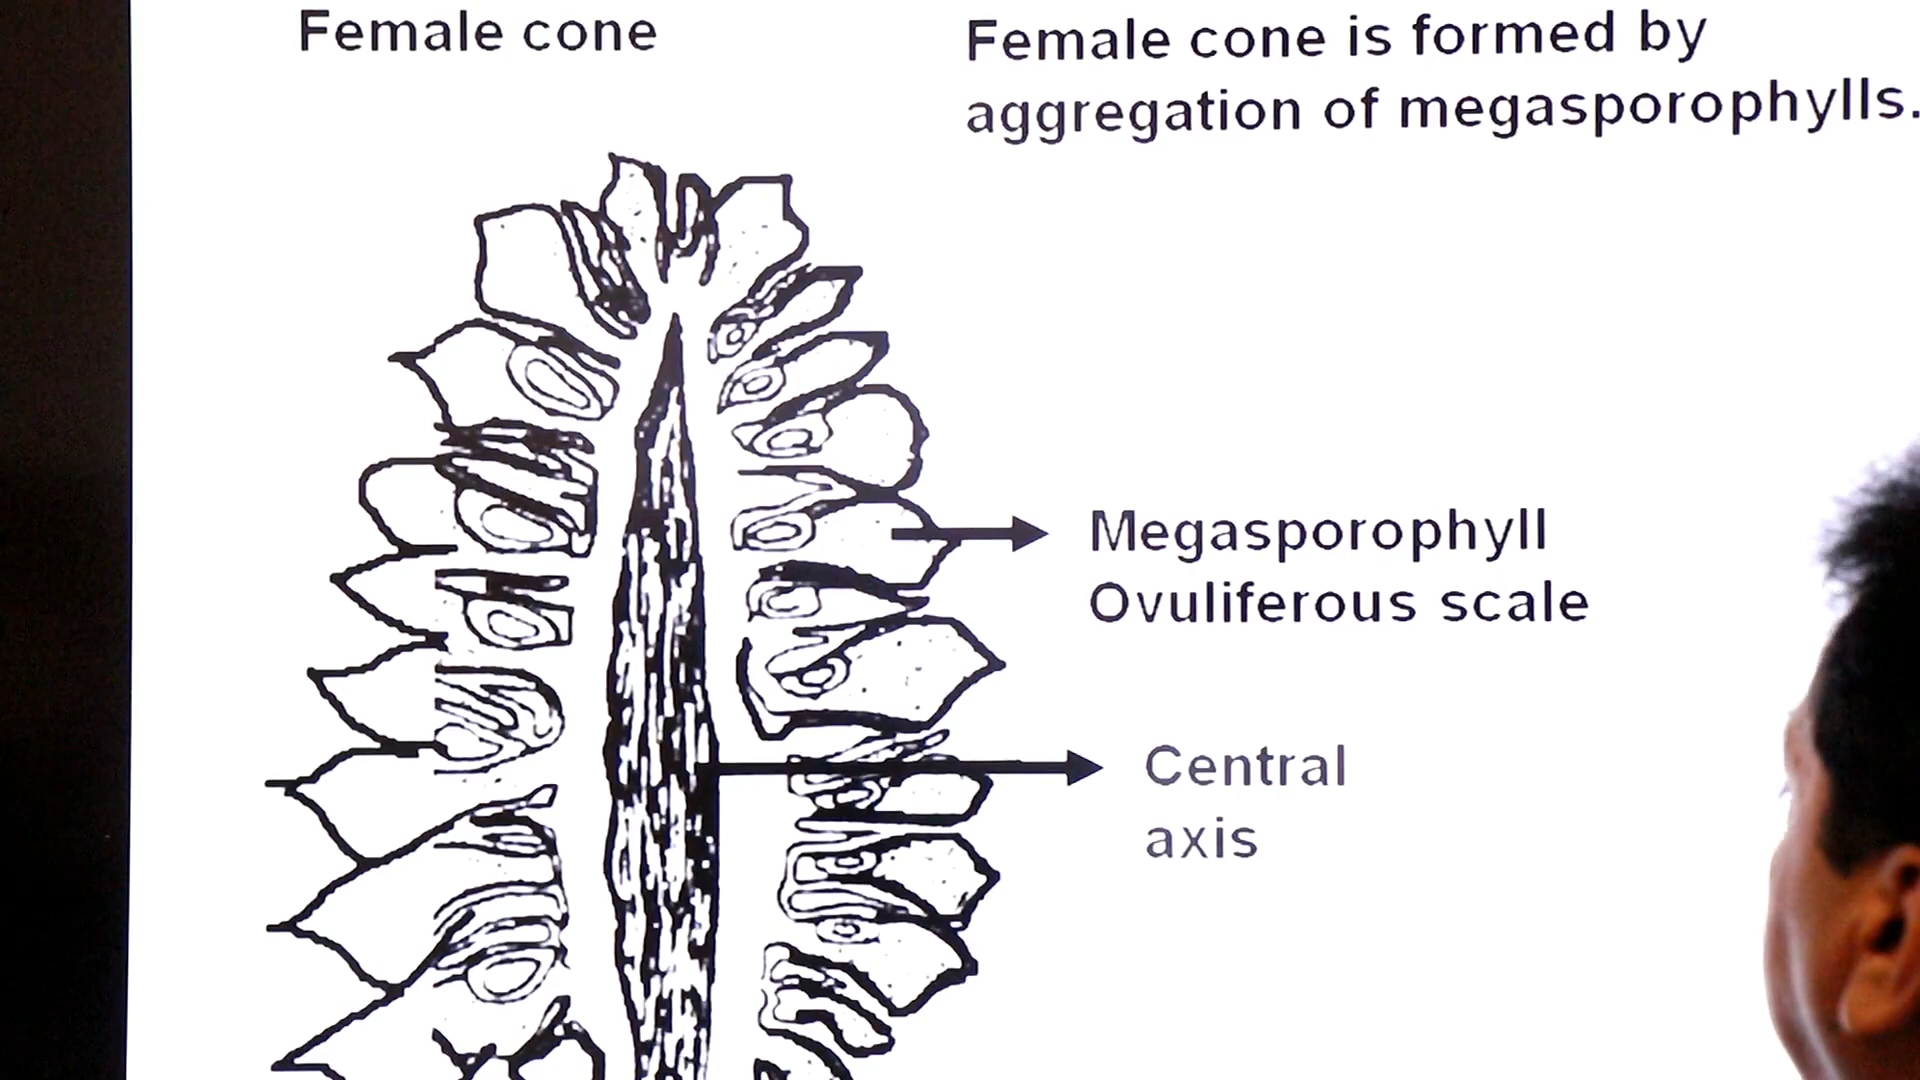 Female cone
Female cone is formed by
aggregation of megasporophylls.
Megasporophyll
Ovuliferous scale
Central
axis